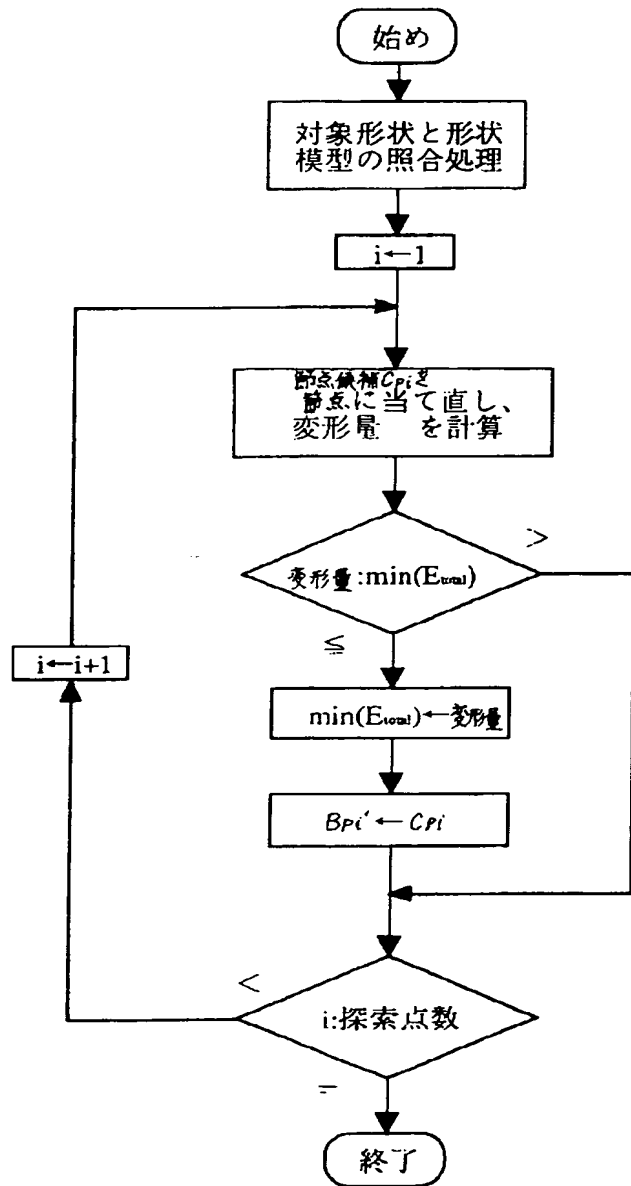 始め
対象形状と形状
模型の照合処理
i←1
節点候補Cpiを
節点に当て直し、
変形量 を計算
>
変形量:min(Etotal)
≦
i←i+1
min(Etotal)←変形量
Bpi'←Cpi
<
i:探索点数
=
終了